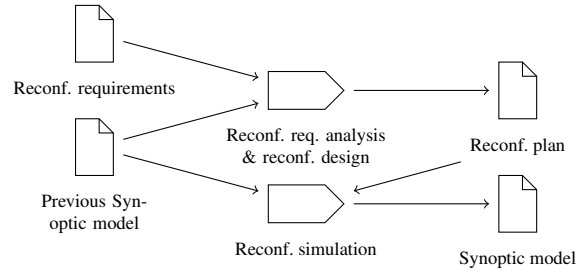 Reconf. requirements
Reconf. req. analysis
& reconf. design
Reconf. plan
Previous Syn-
optic model
Reconf. simulation
Synoptic model